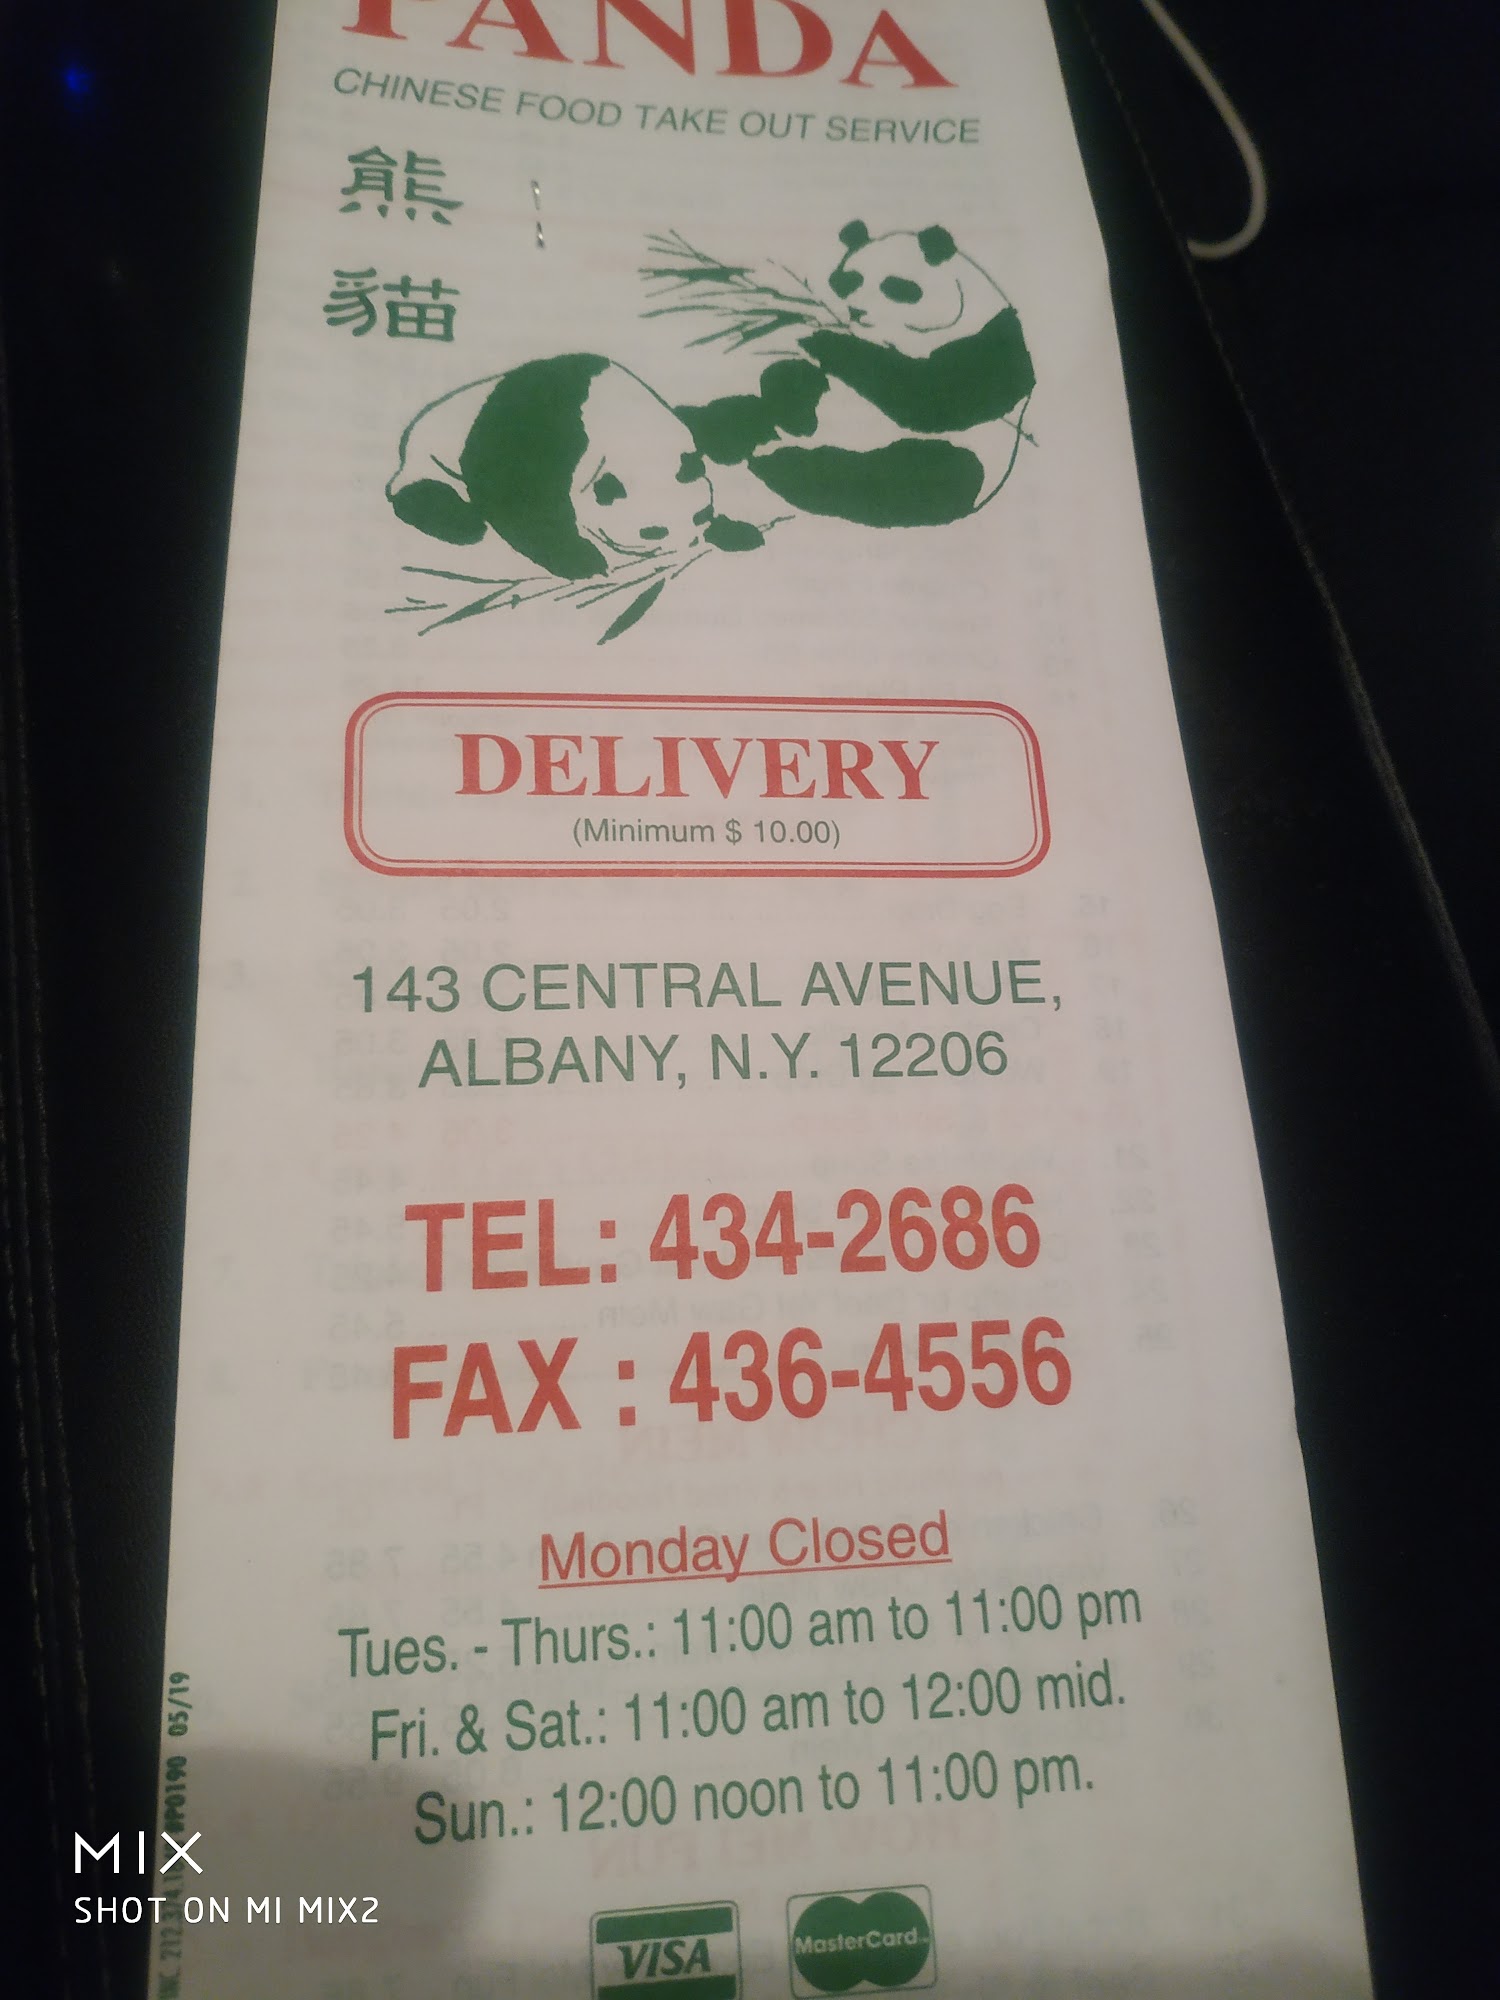 PANDA
CHINESE FOOD TAKE OUT SERVICE
熊
貓
DELIVERY
(Minimum $ 10.00)
143 CENTRAL AVENUE,
ALBANY, N.Y. 12206
TEL: 434-2686
FAX : 436-4556
Monday Closed
Tues. - Thurs.: 11:00 am to 11:00 pm
Fri. & Sat.: 11:00 am to 12:00 mid.
Sun.: 12:00 noon to 11:00 pm.
VISA
MasterCard
05/19
MIX
SHOT ON MI MIX2